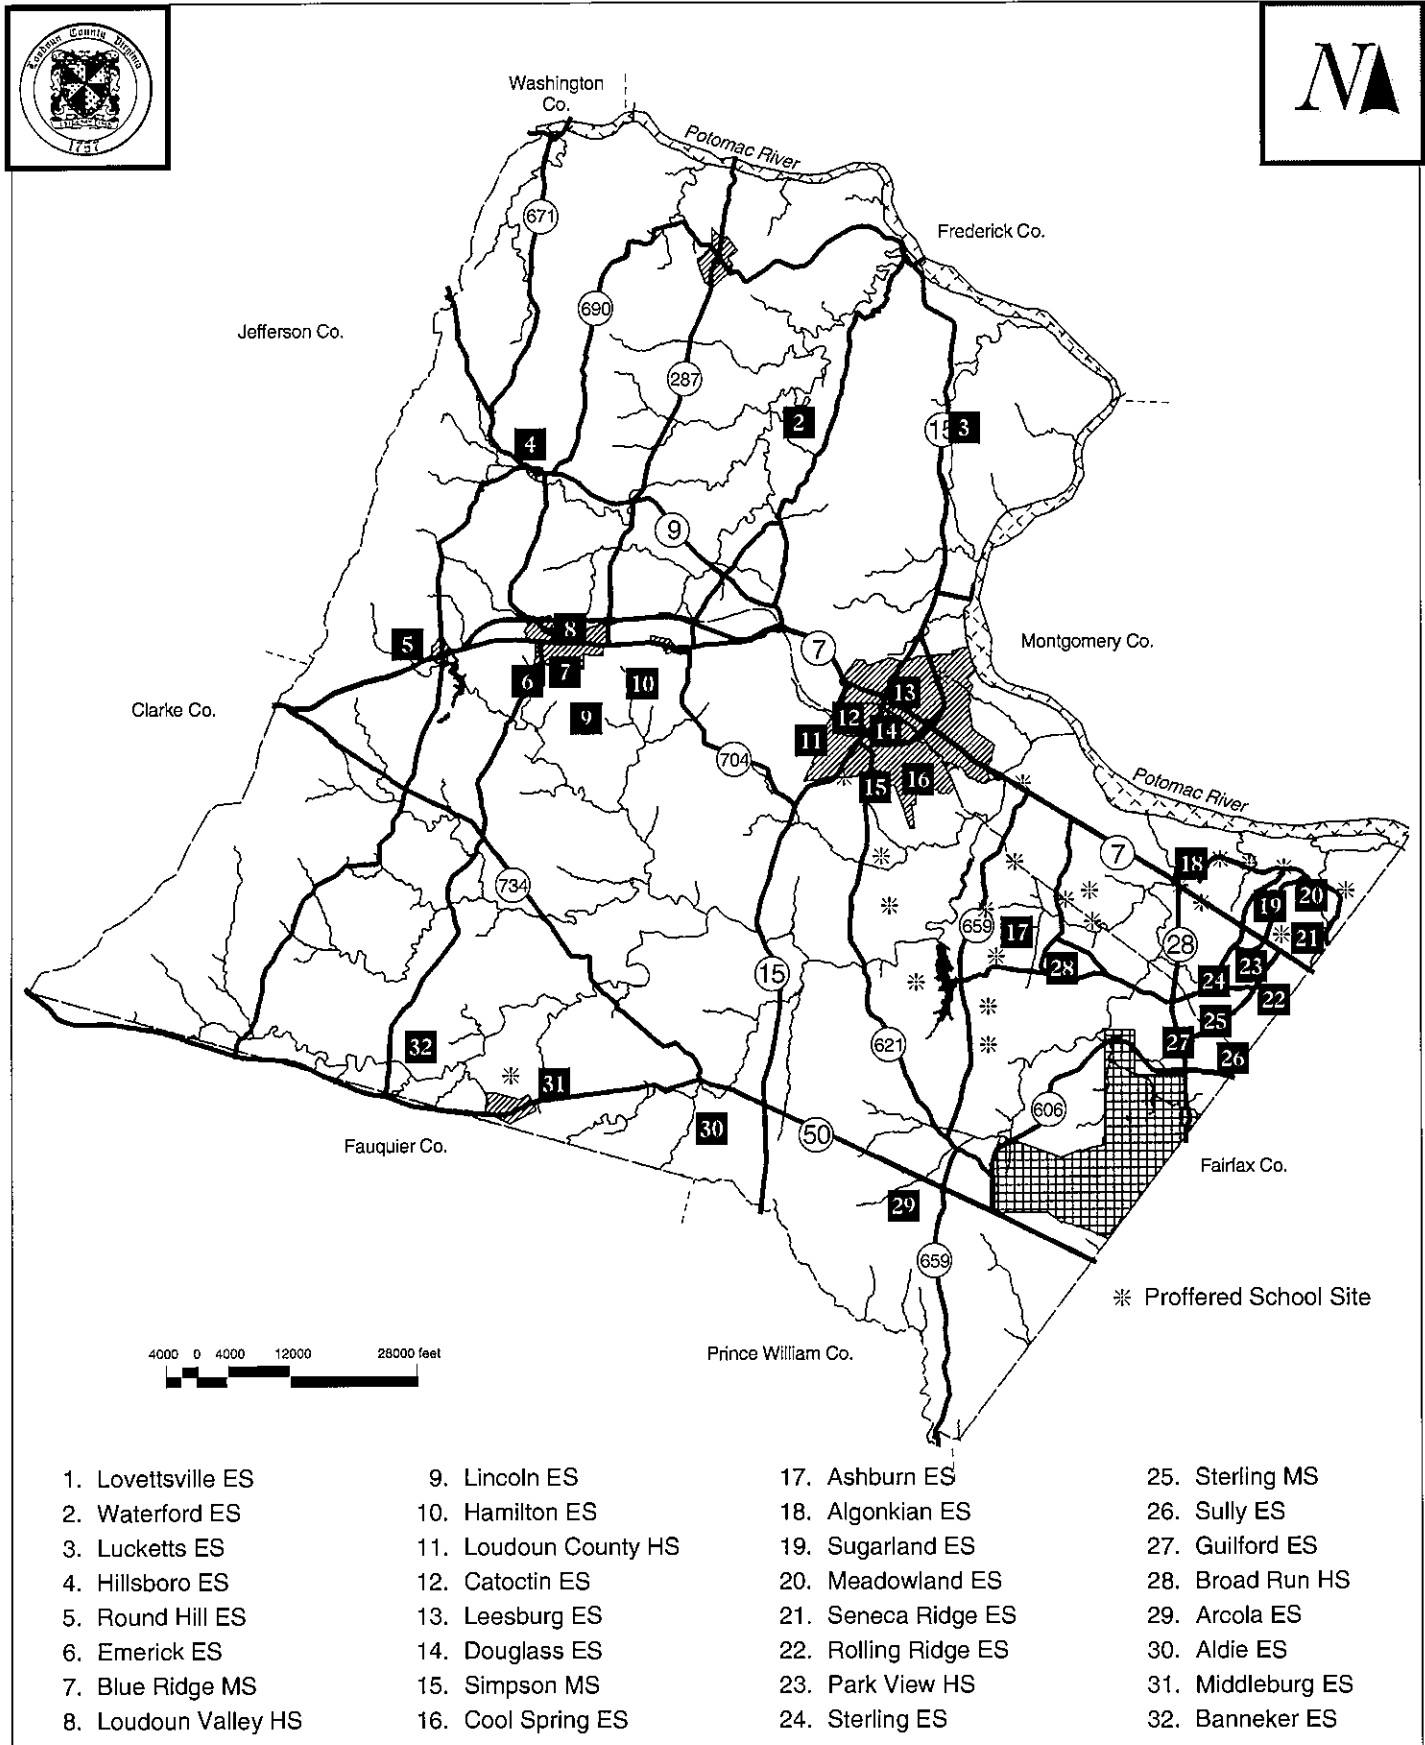 Loudoun County Virginia
1757
N
Washington
Co.
Potomac River
671
Frederick Co.
690
Jefferson Co.
287
2
15
3
4
9
8
5
7
Montgomery Co.
6
7
10
13
Clarke Co.
9
12
14
11
704
15
16
Potomac River
7
18
734
20
19
659
17
21
28
15
28
23
24
22
25
32
621
27
26
31
606
30
50
Fauquier Co.
Fairfax Co.
29
659
Proffered School Site
4000 0 4000 12000 28000 feet
Prince William Co.
1. Lovettsville ES
2. Waterford ES
3. Lucketts ES
4. Hillsboro ES
5. Round Hill ES
6. Emerick ES
7. Blue Ridge MS
8. Loudoun Valley HS
9. Lincoln ES
10. Hamilton ES
11. Loudoun County HS
12. Catoctin ES
13. Leesburg ES
14. Douglass ES
15. Simpson MS
16. Cool Spring ES
17. Ashburn ES
18. Algonkian ES
19. Sugarland ES
20. Meadowland ES
21. Seneca Ridge ES
22. Rolling Ridge ES
23. Park View HS
24. Sterling ES
25. Sterling MS
26. Sully ES
27. Guilford ES
28. Broad Run HS
29. Arcola ES
30. Aldie ES
31. Middleburg ES
32. Banneker ES